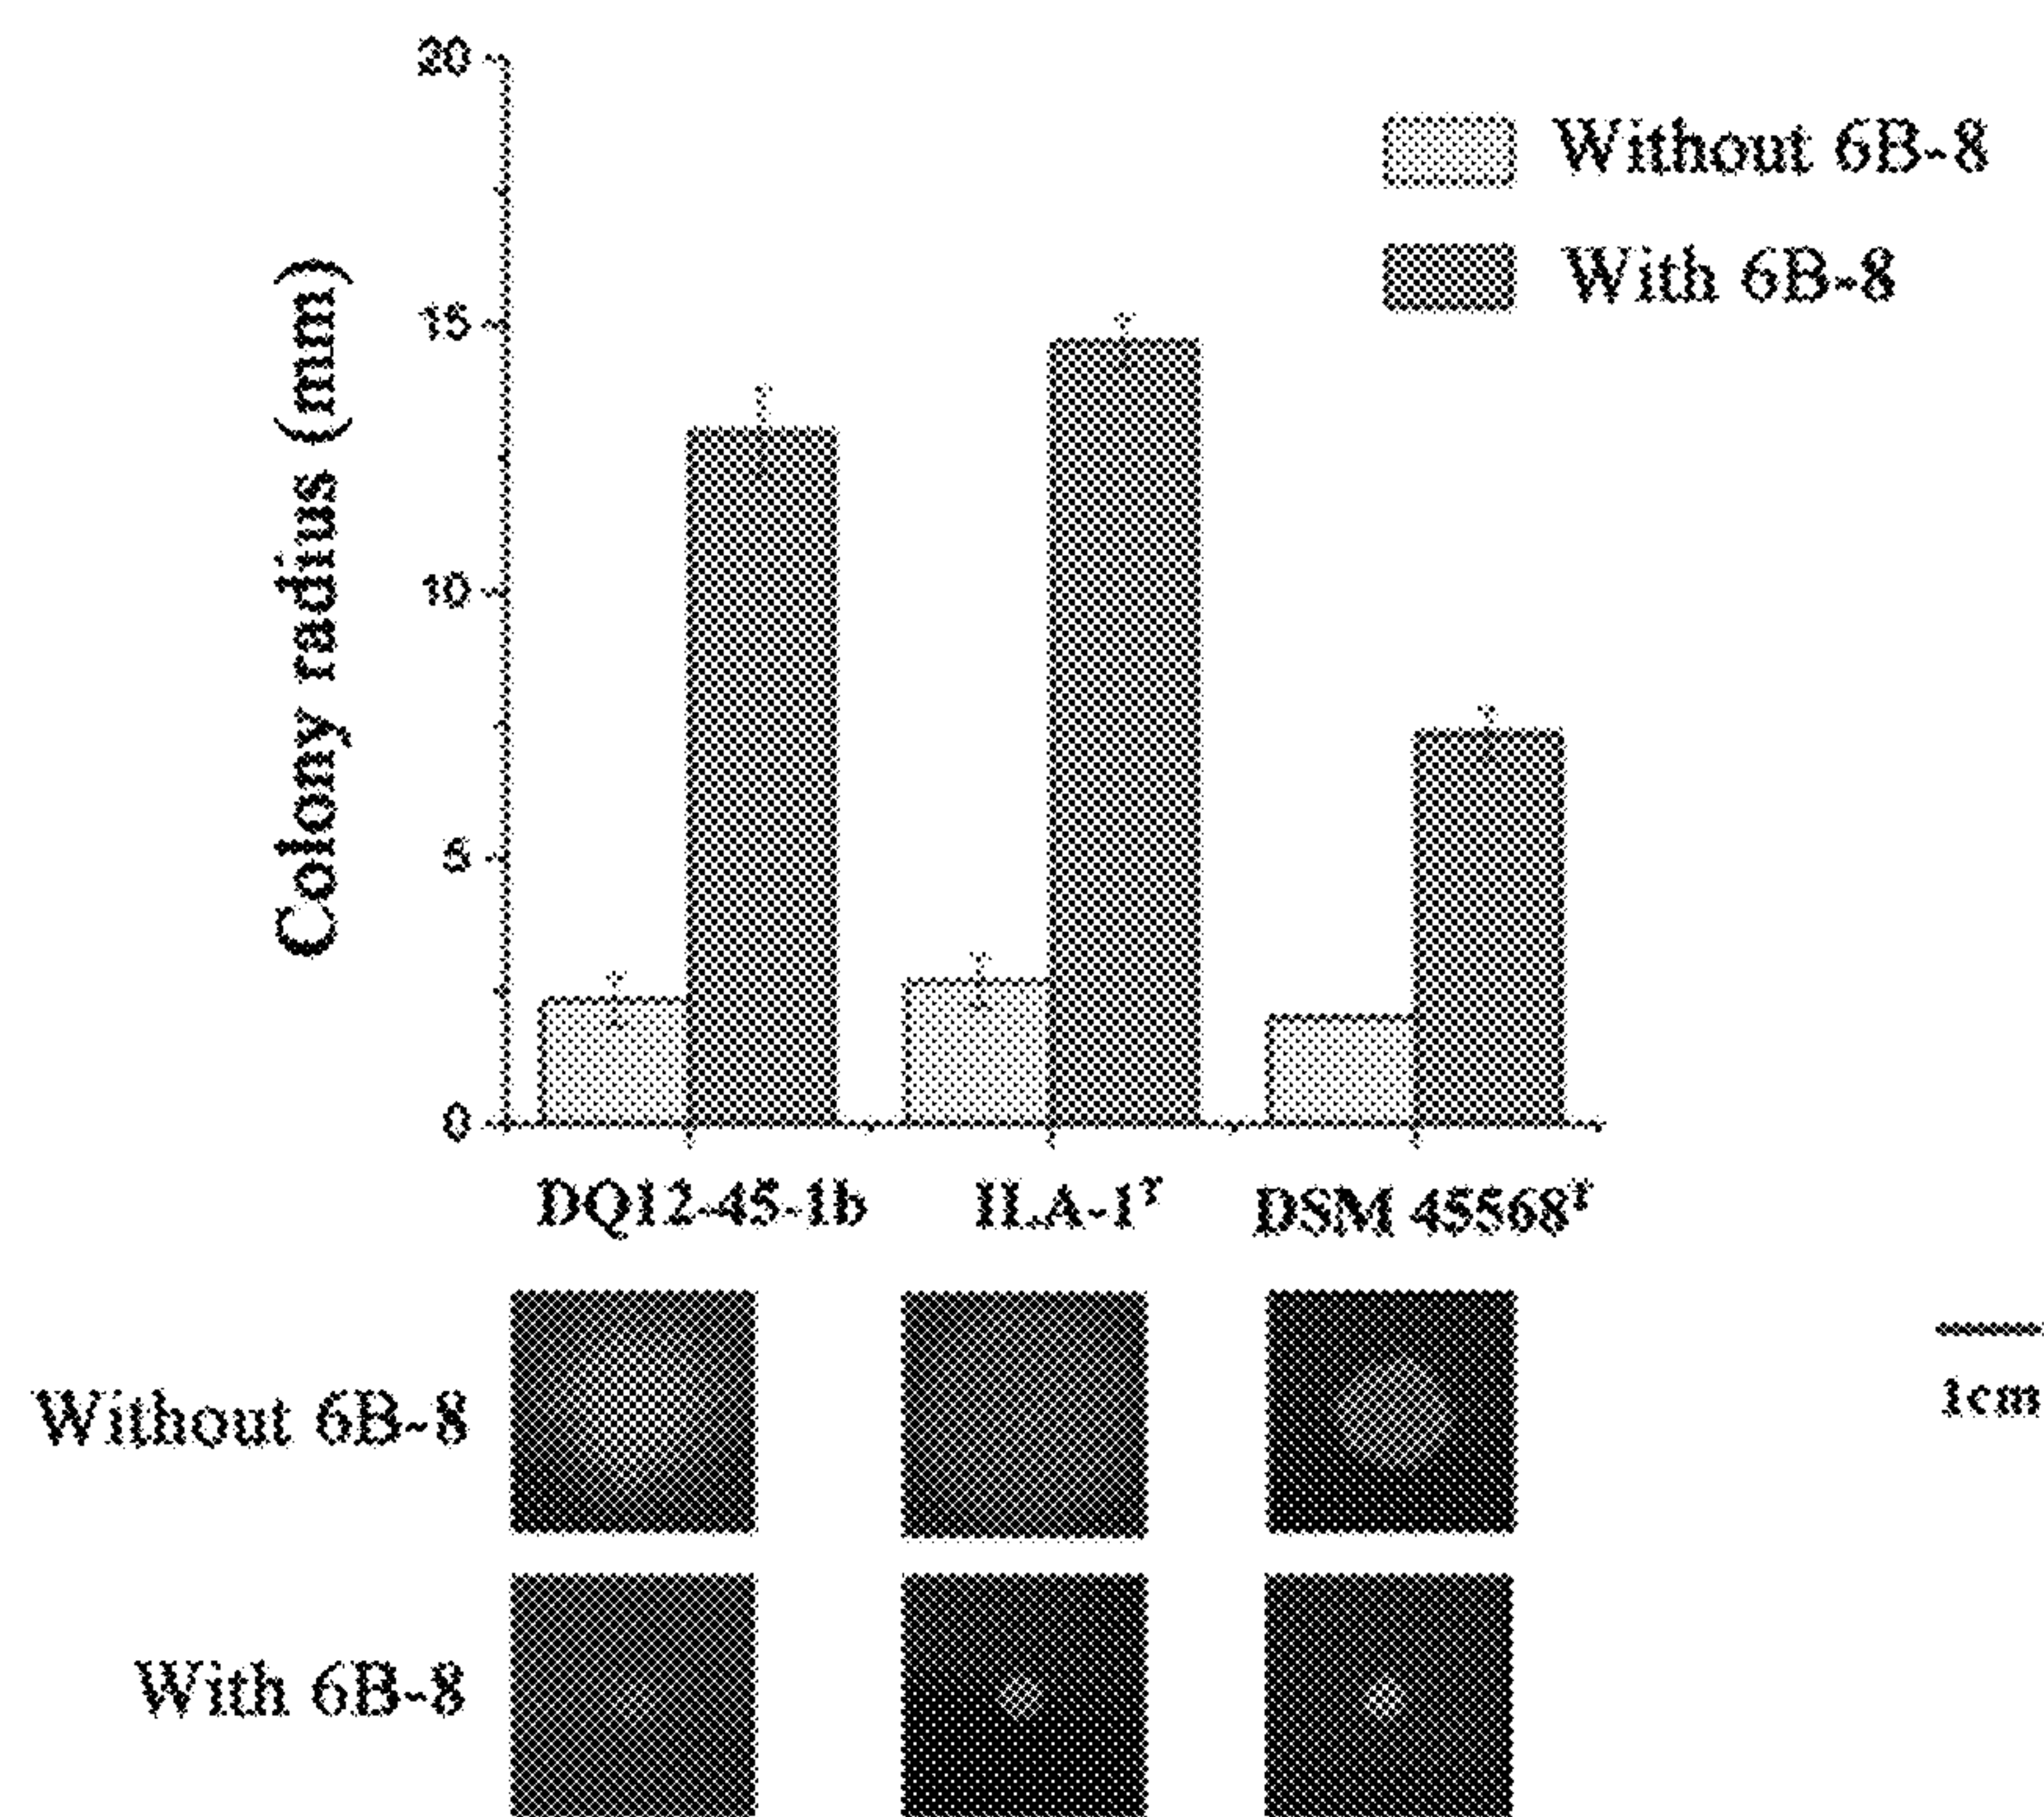 20
15
10
5
0
Colony radius (mm)
Without 6B-8
With 6B-8
DQ12-45-1b
ILA-1ᵀ
DSM 45568ᵀ
Without 6B-8
With 6B-8
1cm